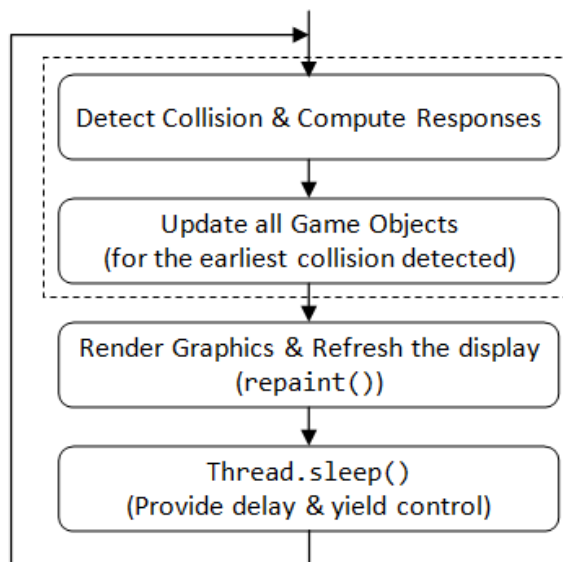 Detect Collision & Compute Responses
Update all Game Objects
(for the earliest collision detected)
Render Graphics & Refresh the display
(repaint())
Thread.sleep()
(Provide delay & yield control)